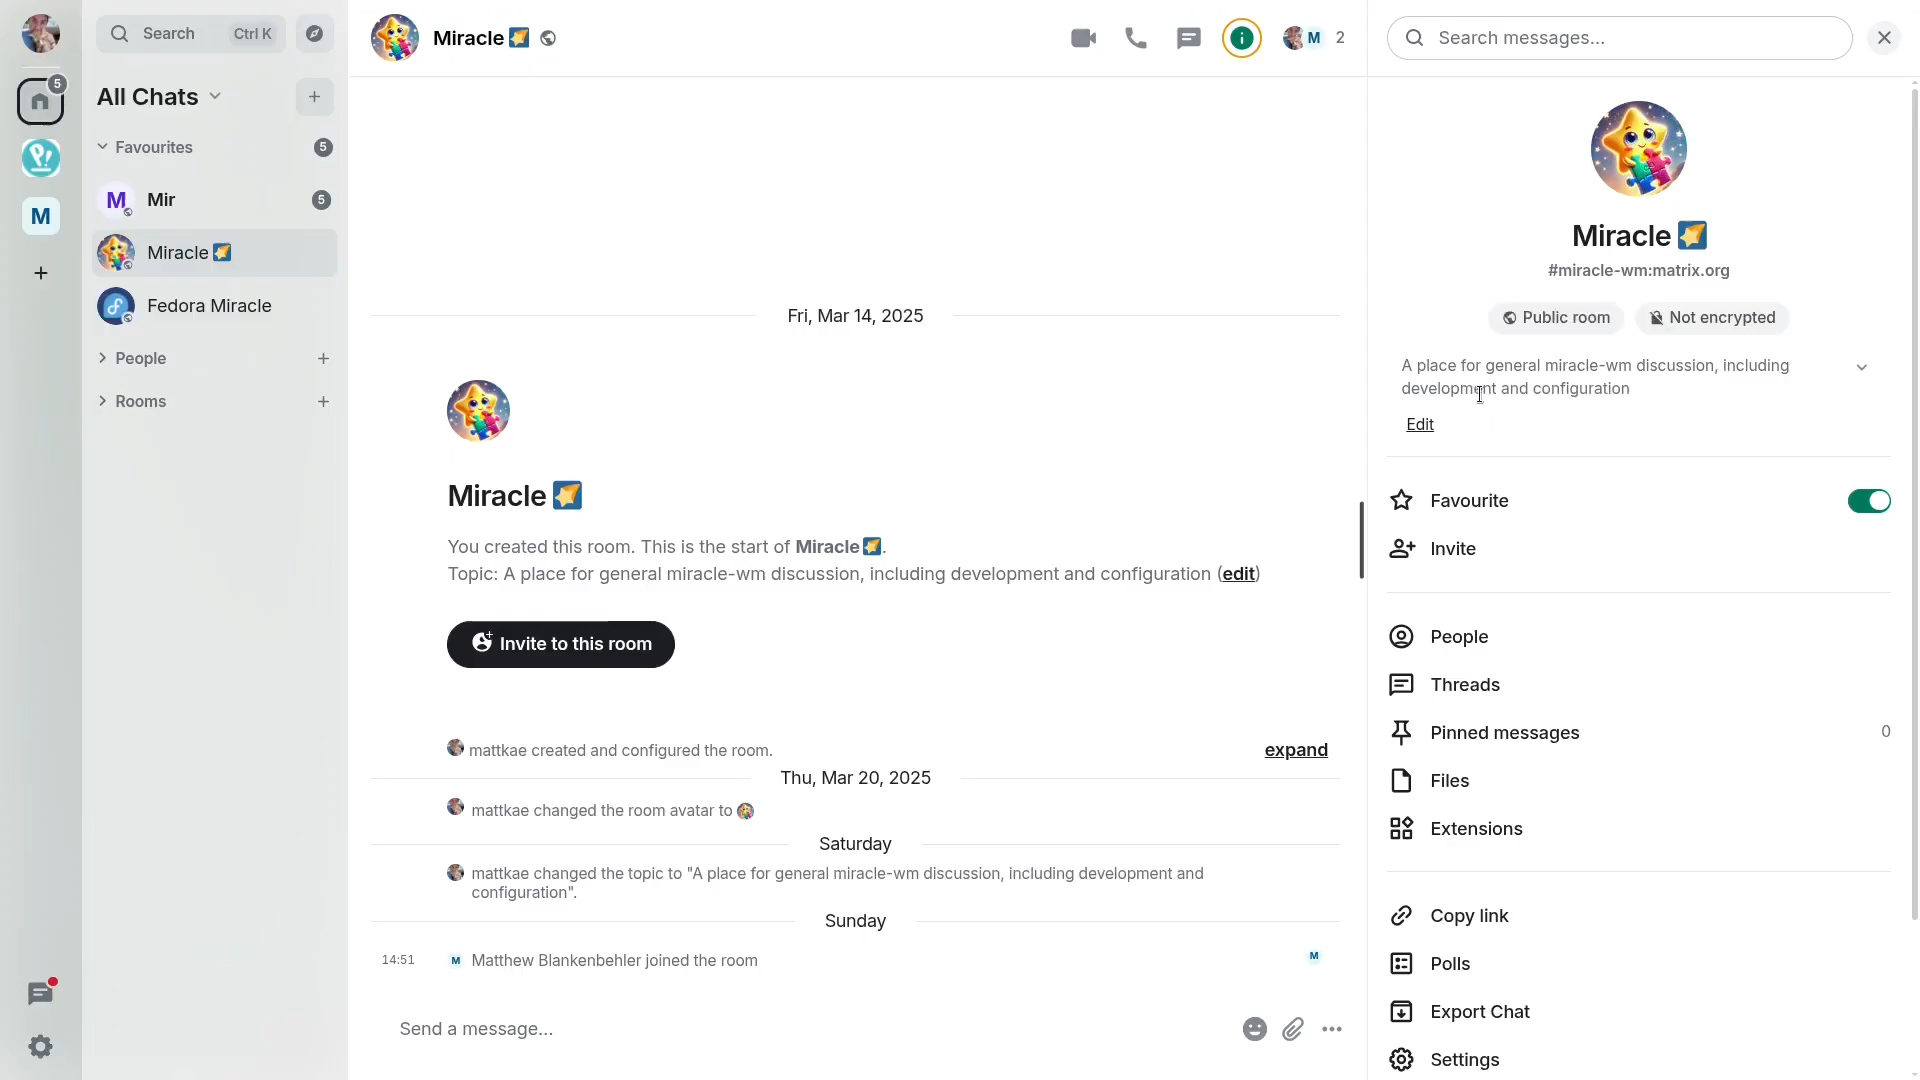 Search Ctrl K
5
All Chats
Favourites 5
M Mir 5
M
Miracle
Fedora Miracle
People
Rooms
Miracle
M 2
Fri, Mar 14, 2025
Miracle
You created this room. This is the start of Miracle.
Topic: A place for general miracle-wm discussion, including development and configuration (edit)
Invite to this room
mattkae created and configured the room. expand
Thu, Mar 20, 2025
mattkae changed the room avatar to
Saturday
mattkae changed the topic to "A place for general miracle-wm discussion, including development and
configuration".
Sunday
14:51 M Matthew Blankenbehler joined the room M
Send a message...
Search messages...
Miracle
#miracle-wm:matrix.org
Public room Not encrypted
A place for general miracle-wm discussion, including
development and configuration
Edit
Favourite
Invite
People
Threads
Pinned messages 0
Files
Extensions
Copy link
Polls
Export Chat
Settings